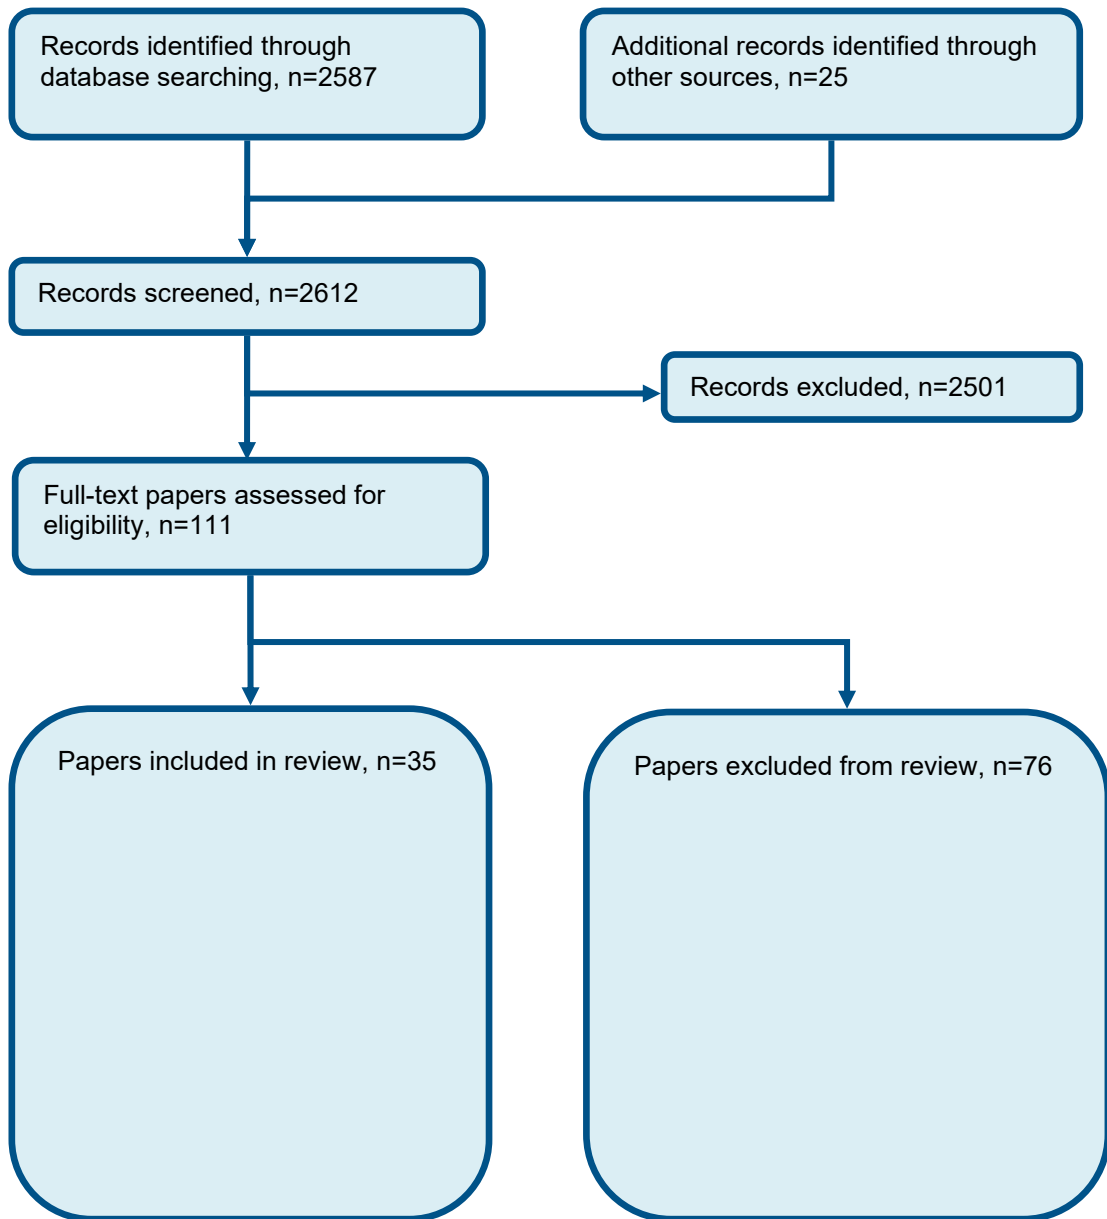 Records identified through
database searching, n=2587
Additional records identified through
other sources, n=25
Records screened, n=2612
Records excluded, n=2501
Full-text papers assessed for
eligibility, n=111
Papers included in review, n=35
Papers excluded from review, n=76